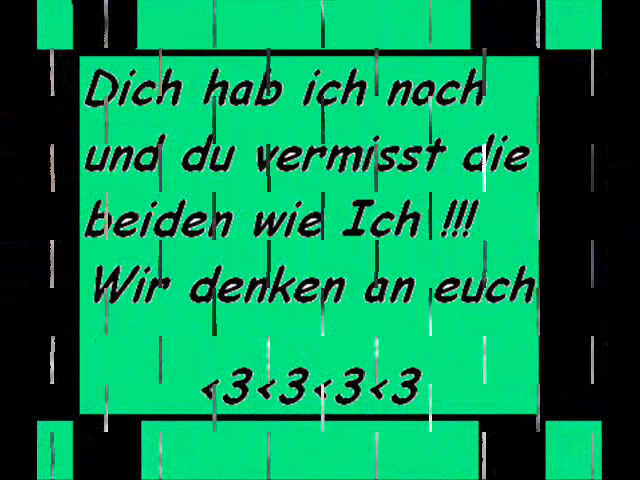 Dich hab ich noch
und du vermisst die
beiden wie Ich !!!
Wir denken an euch
<3<3<3<3